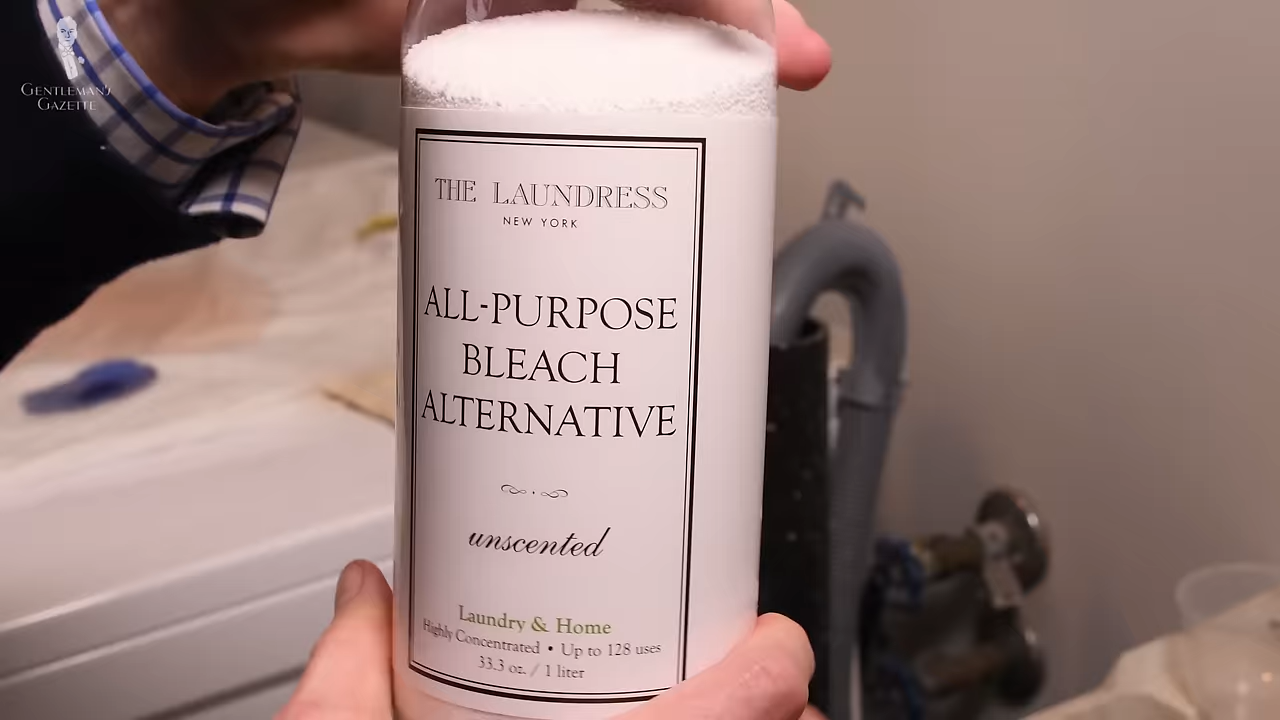 GENTLEMAN'S
GAZETTE
THE LAUNDRESS
NEW YORK
ALL-PURPOSE
BLEACH
ALTERNATIVE
unscented
Laundry & Home
Highly Concentrated • Up to 128 uses
33.3 oz. / 1 liter